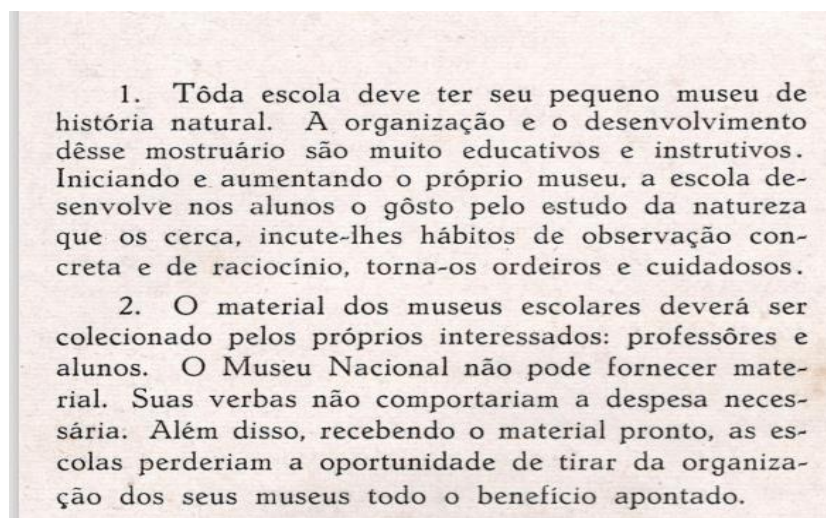 1. Tôda escola deve ter seu pequeno museu de
história natural. A organização e o desenvolvimento
dêsse mostruário são muito educativos e instrutivos.
Iniciando e aumentando o próprio museu, a escola de-
senvolve nos alunos o gôsto pelo estudo da natureza
que os cerca, incute-lhes hábitos de observação con-
creta e de raciocínio, torna-os ordeiros e cuidadosos.
2. O material dos museus escolares deverá ser
colecionado pelos próprios interessados: professôres e
alunos. O Museu Nacional não pode fornecer mate-
rial. Suas verbas não comportariam a despesa neces-
sária. Além disso, recebendo o material pronto, as es-
colas perderiam a oportunidade de tirar da organiza-
ção dos seus museus todo o benefício apontado.